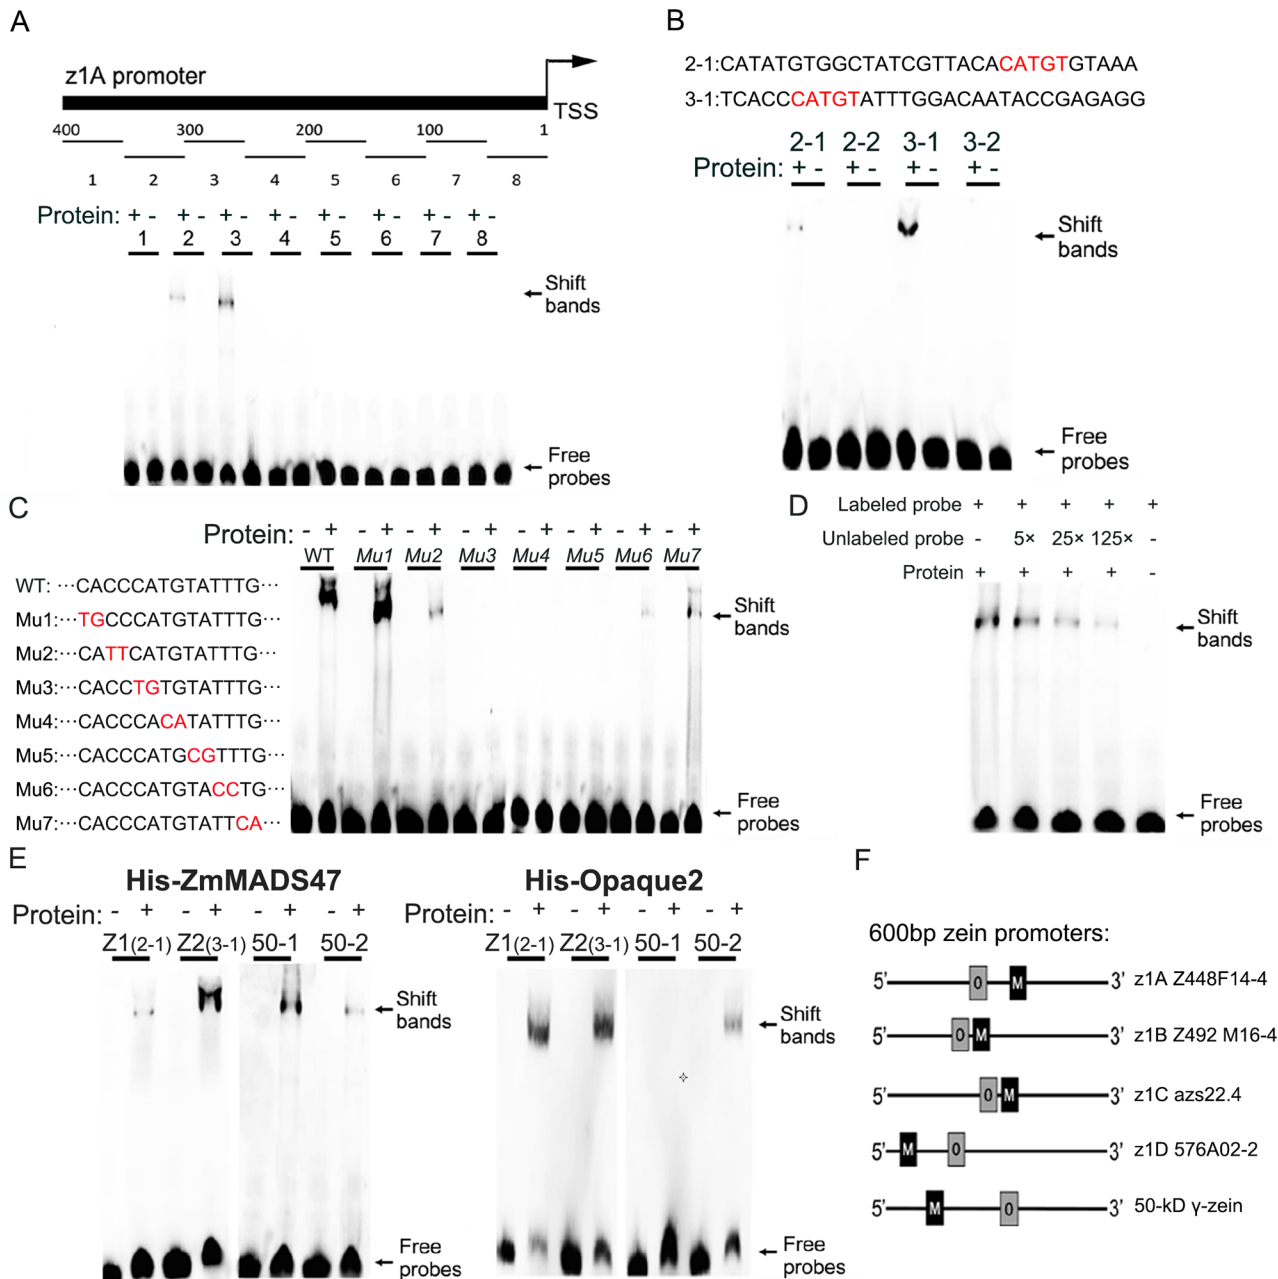 A
z1A promoter
TSS
400 300 200 100 1
1 2 3 4 5 6 7 8
Protein: + - + - + - + - + - + - + - + -
1 2 3 4 5 6 7 8
Shift
bands
Free
probes
B
2-1:CATATGTGGCTATCGTTACACATGTGTAAA
3-1:TCACCCATGTATTTGGACAATACCGAGAGG
2-1 2-2 3-1 3-2
Protein: + - + - + - + -
Shift
bands
Free
probes
C
Protein: - + - + - + - + - + - + - + - +
WT Mu1 Mu2 Mu3 Mu4 Mu5 Mu6 Mu7
WT: ···CACCCATGTATTTG···
Mu1:···TGCCCATGTATTTG···
Mu2:···CATTCATGTATTTG···
Mu3:···CACCTGTGTATTTG···
Mu4:···CACCCACATATTTG···
Mu5:···CACCCATGCGTTTG···
Mu6:···CACCCATGTACCTG···
Mu7:···CACCCATGTATTCA···
Shift
bands
Free
probes
D
Labeled probe + + + + +
Unlabeled probe - 5× 25× 125× -
Protein + + + + -
Shift
bands
Free
probes
E
His-ZmMADS47
Protein: - + - + - + - +
Z1(2-1) Z2(3-1) 50-1 50-2
Shift
bands
Free
probes
His-Opaque2
Protein: - + - + - + - +
Z1(2-1) Z2(3-1) 50-1 50-2
Shift
bands
Free
probes
F
600bp zein promoters:
5' O M 3' z1A Z448F14-4
5' O M 3' z1B Z492 M16-4
5' O M 3' z1C azs22.4
5' M O 3' z1D 576A02-2
5' M O 3' 50-kD γ-zein